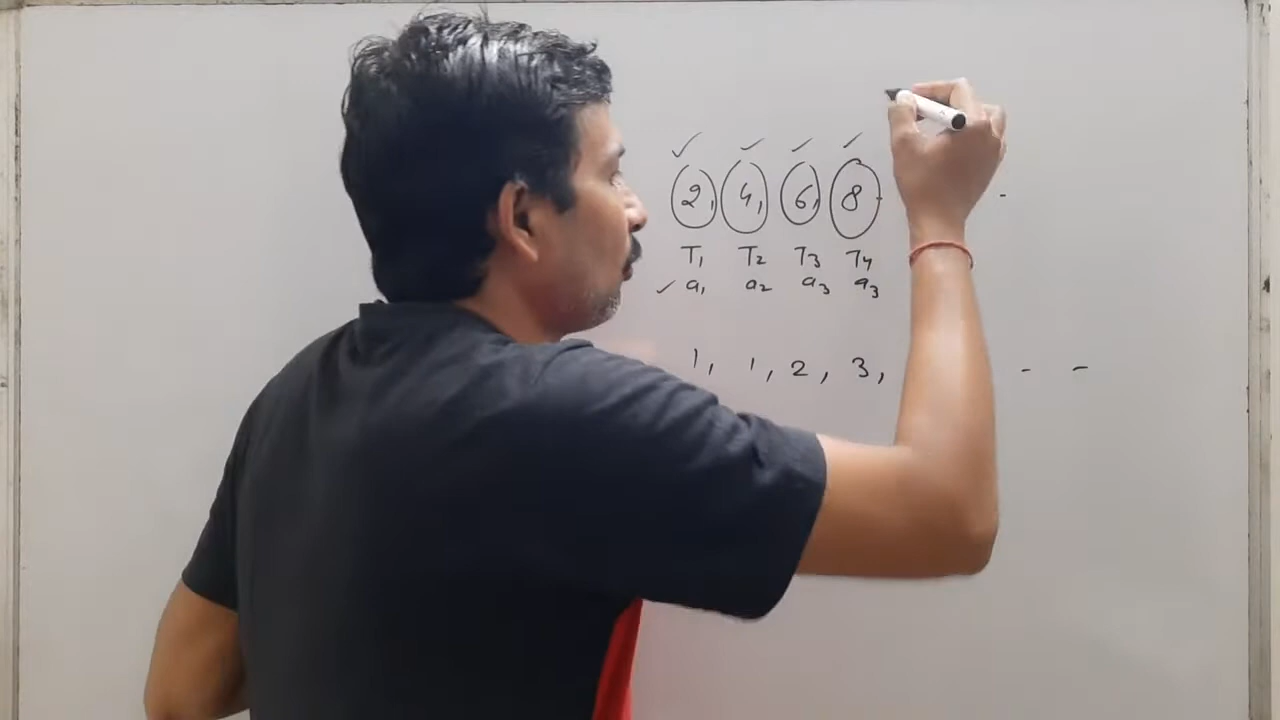 ✓ ✓ ✓ ✓
2, 4, 6, 8 - -
T₁ T₂ T₃ T₄
✓ a₁ a₂ a₃ a₃
1, 1, 2, 3, - -